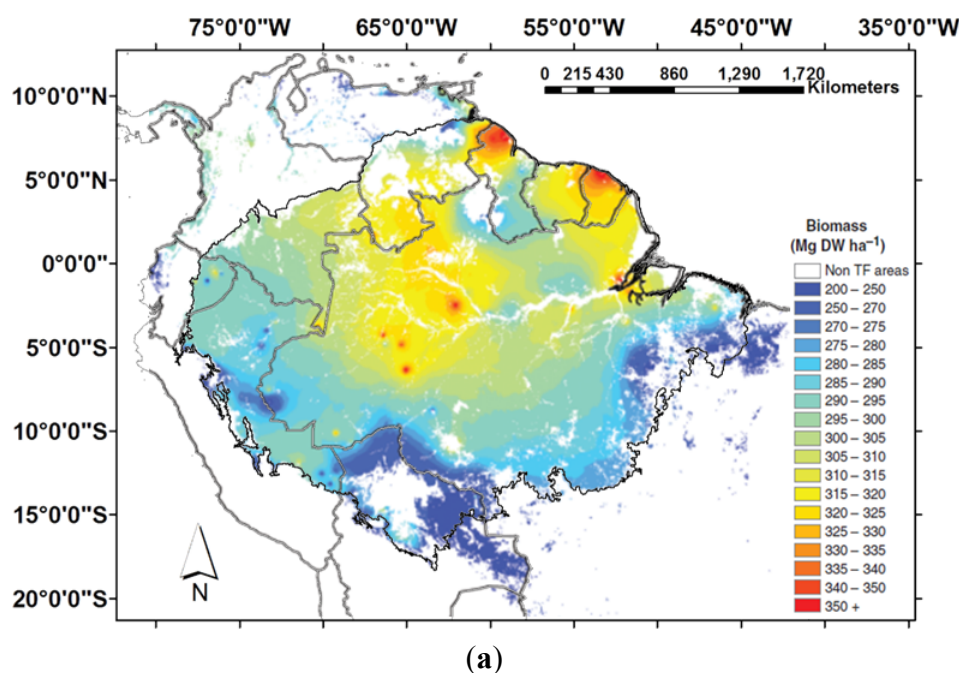 75°0'0"W 65°0'0"W 55°0'0"W 45°0'0"W 35°0'0"W
0 215 430 860 1,290 1,720
Kilometers
10°0'0"N
5°0'0"N
0°0'0"
5°0'0"S
10°0'0"S
15°0'0"S
20°0'0"S
N
Biomass
(Mg DW ha⁻¹)
Non TF areas
200 – 250
250 – 270
270 – 275
275 – 280
280 – 285
285 – 290
290 – 295
295 – 300
300 – 305
305 – 310
310 – 315
315 – 320
320 – 325
325 – 330
330 – 335
335 – 340
340 – 350
350 +
(a)